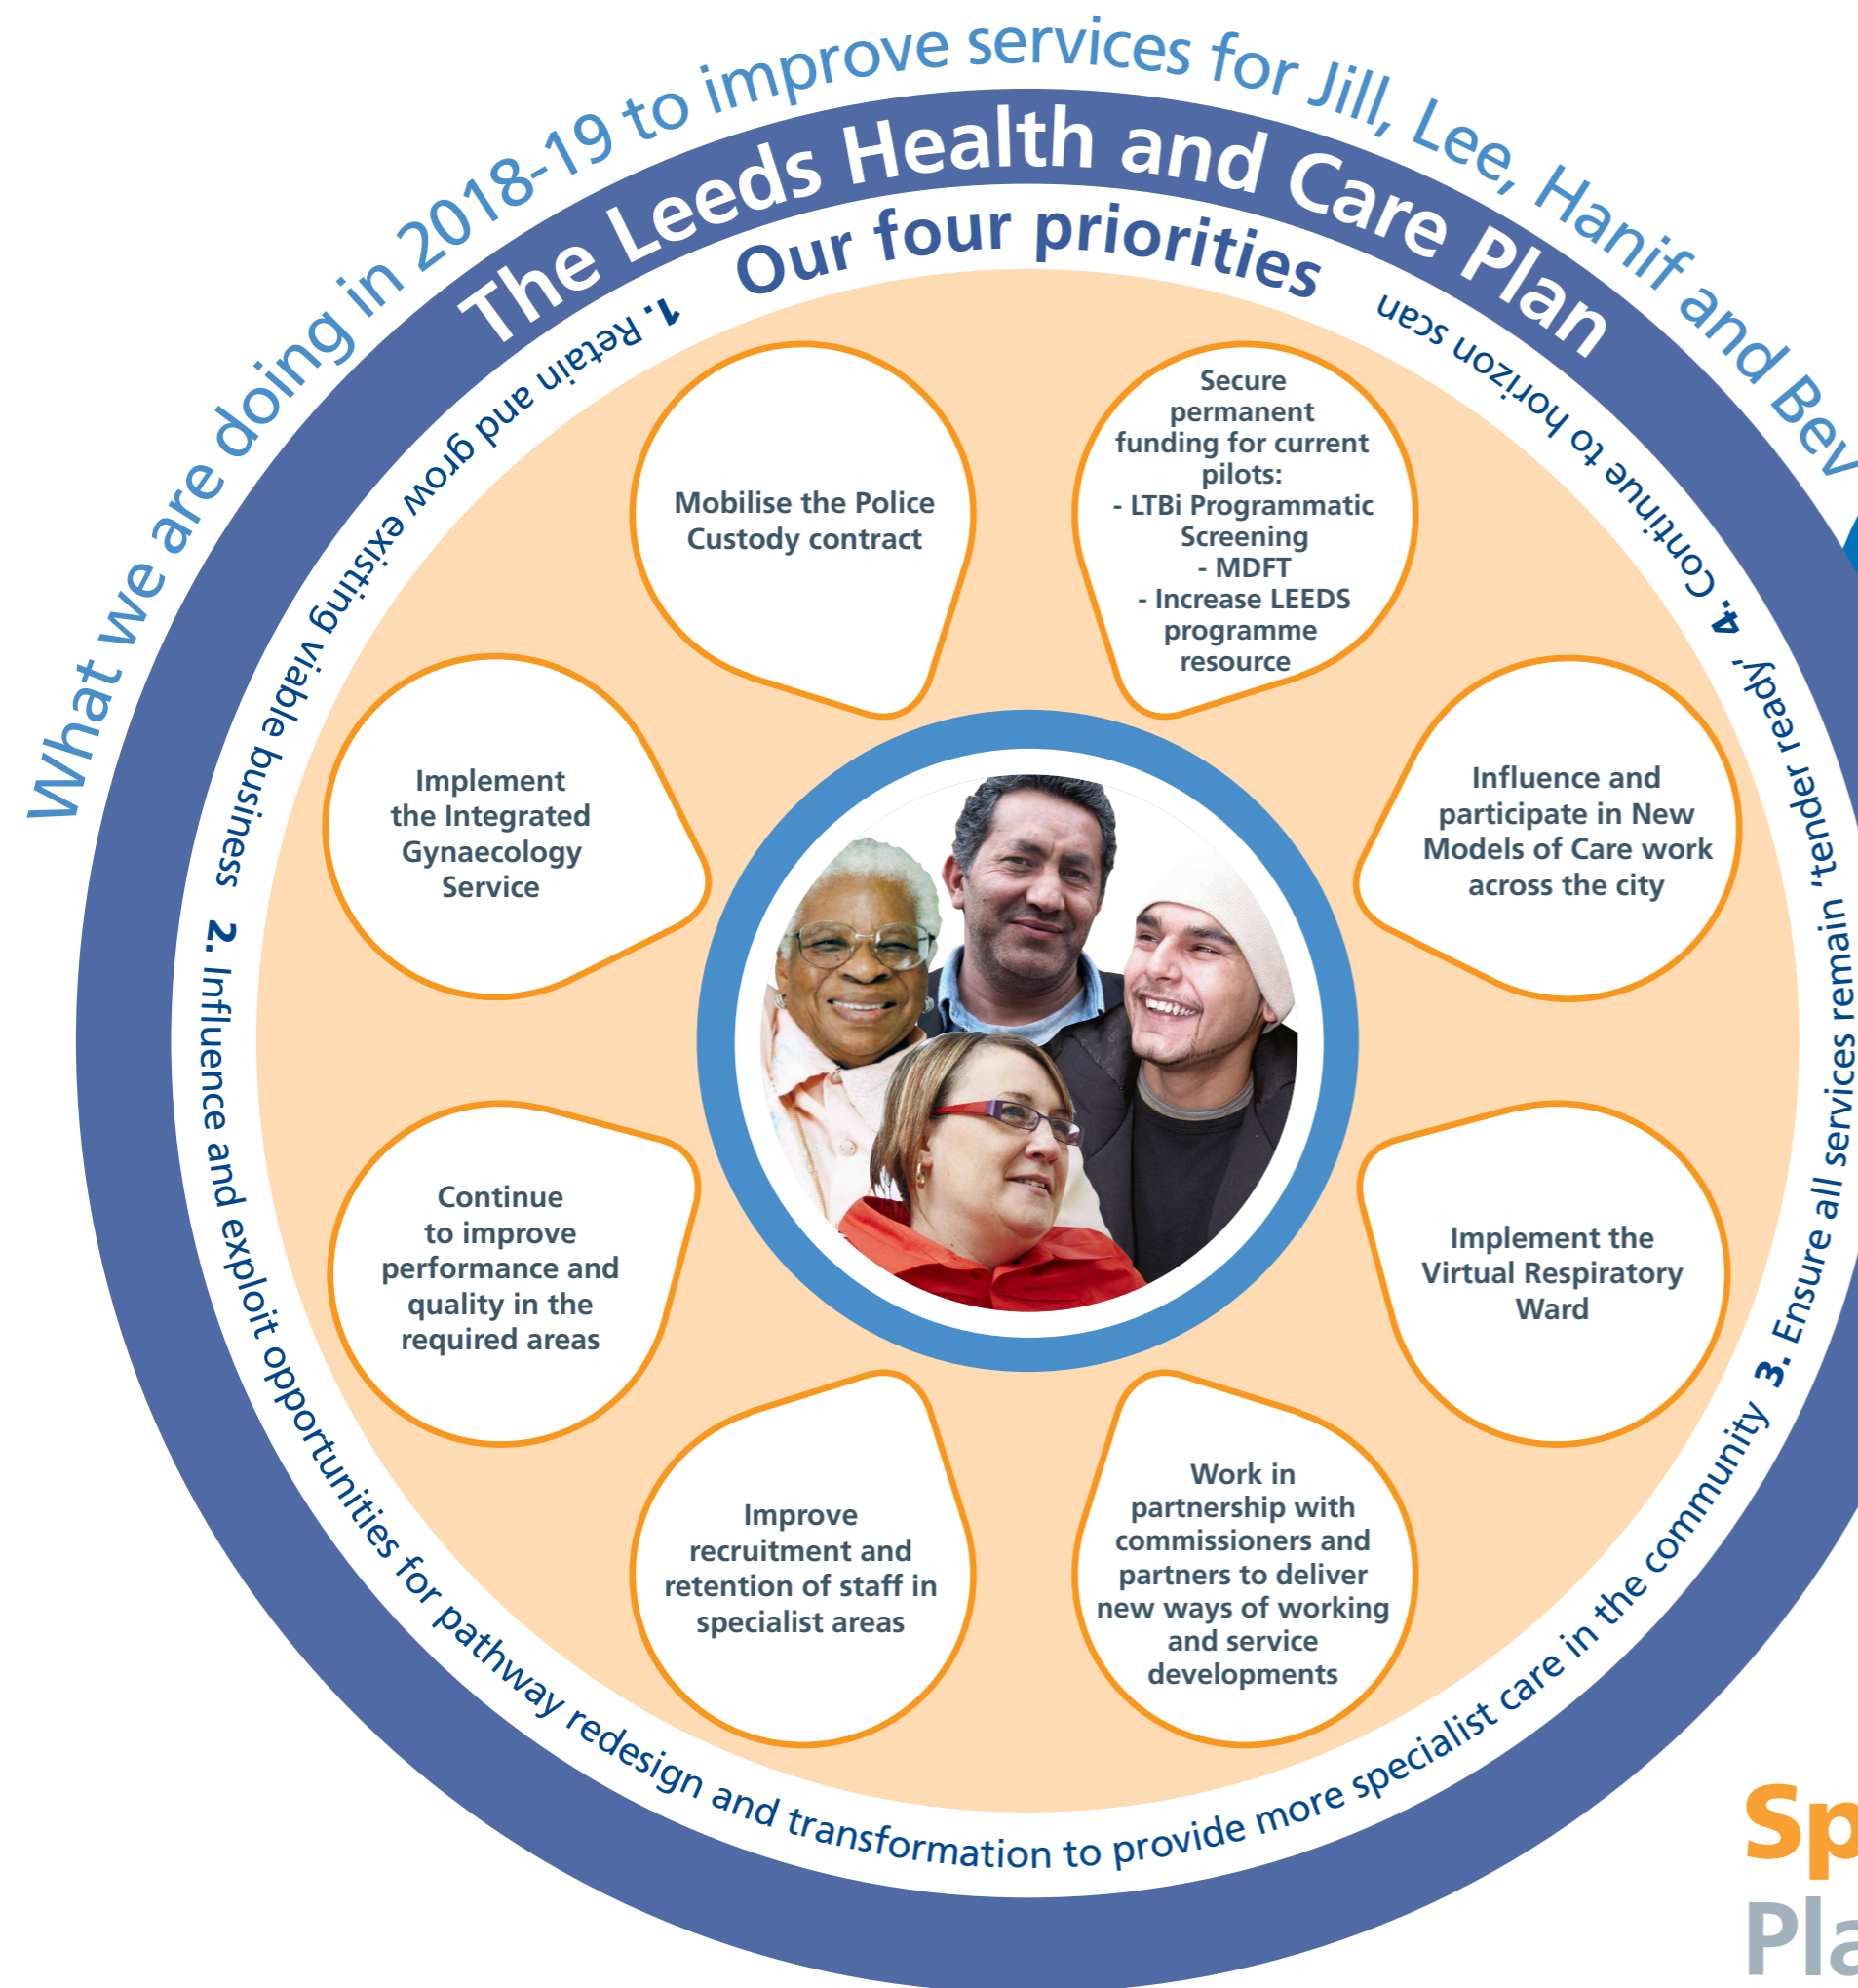 What we are doing in 2018-19 to improve services for Jill, Lee, Hanif and Bev
The Leeds Health and Care Plan
Our four priorities
1. Retain and grow existing viable business
2. Influence and exploit opportunities for pathway redesign and transformation to provide more specialist care in the community
3. Ensure all services remain ‘tender ready’
4. Continue to horizon scan
Mobilise the Police
Custody contract
Secure
permanent
funding for current
pilots:
- LTBi Programmatic
Screening
- MDFT
- Increase LEEDS
programme
resource
Implement
the Integrated
Gynaecology
Service
Influence and
participate in New
Models of Care work
across the city
Continue
to improve
performance and
quality in the
required areas
Implement the
Virtual Respiratory
Ward
Improve
recruitment and
retention of staff in
specialist areas
Work in
partnership with
commissioners and
partners to deliver
new ways of working
and service
developments
Sp
Pla